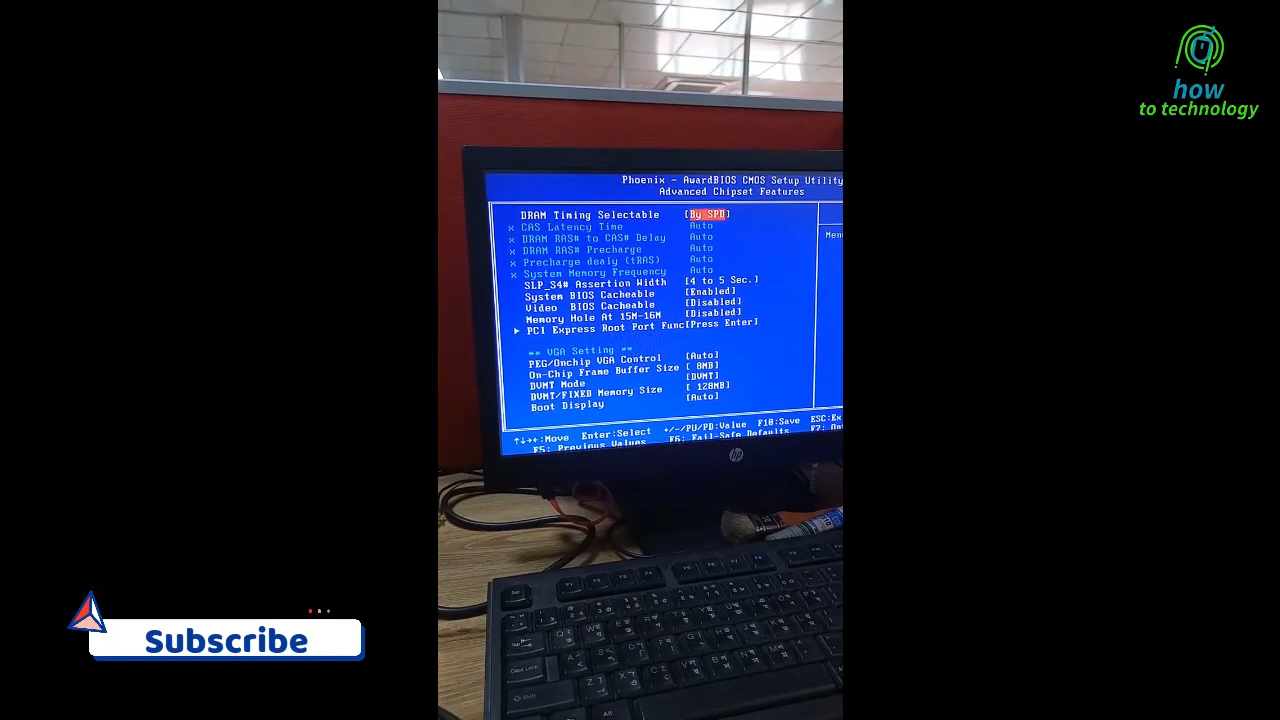 how
to technology
Phoenix - AwardBIOS CMOS Setup Utility
Advanced Chipset Features
DRAM Timing Selectable [By SPD]
x CAS Latency Time Auto
x DRAM RAS# to CAS# Delay Auto
x DRAM RAS# Precharge Auto
x Precharge dealy (tRAS) Auto
x System Memory Frequency Auto
SLP_S4# Assertion Width [4 to 5 Sec.]
System BIOS Cacheable [Enabled]
Video BIOS Cacheable [Disabled]
Memory Hole At 15M-16M [Disabled]
► PCI Express Root Port Func[Press Enter]
** VGA Setting **
PEG/Onchip VGA Control [Auto]
On-Chip Frame Buffer Size [ 8MB]
DVMT Mode [DVMT]
DVMT/FIXED Memory Size [ 128MB]
Boot Display [Auto]
↑↓→←:Move Enter:Select +/-/PU/PD:Value F10:Save ESC:Ex
F5: Previous Values F6: Fail-Safe Defaults F7:
hp
Subscribe